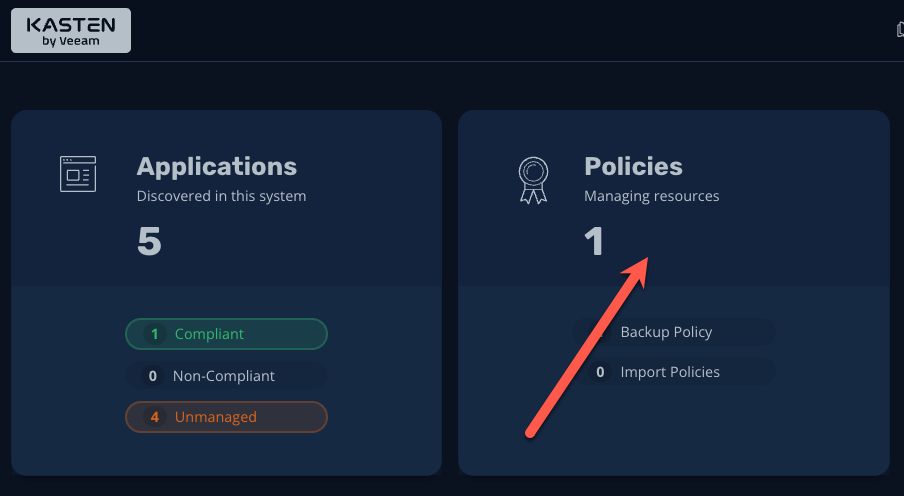 KASTEN
by Veeam
Applications
Discovered in this system
5
1 Compliant
0 Non-Compliant
4 Unmanaged
Policies
Managing resources
1
Backup Policy
0 Import Policies